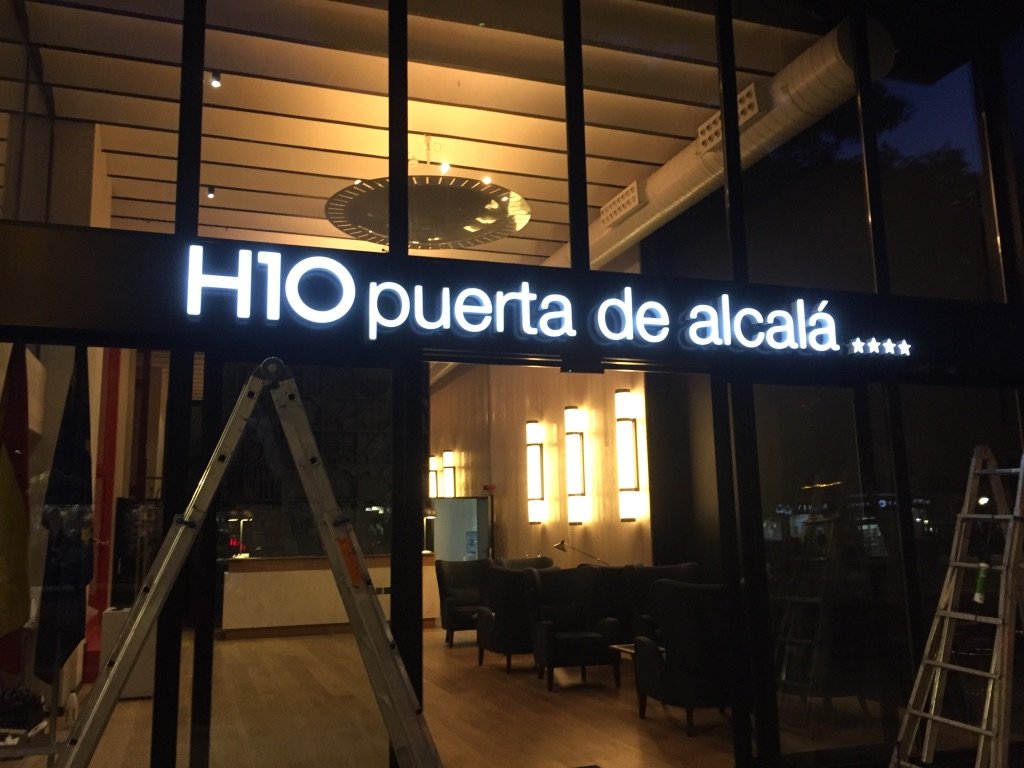 H10 puerta de alcalá ★★★★